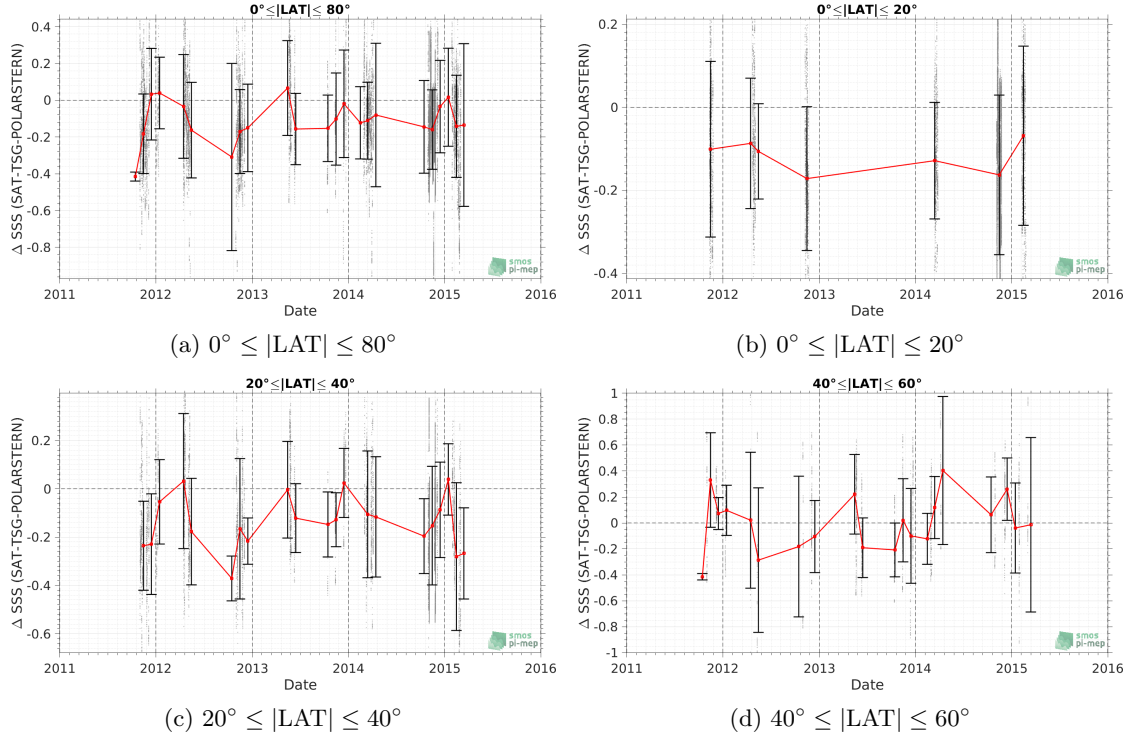 0°≤|LAT|≤ 80°
Δ SSS (SAT-TSG-POLARSTERN)
0.4
0.2
0
-0.2
-0.4
-0.6
-0.8
2011 2012 2013 2014 2015 2016
Date
smos
pi-mep
(a) 0° ≤ |LAT| ≤ 80°
0°≤|LAT|≤ 20°
Δ SSS (SAT-TSG-POLARSTERN)
0.2
0
-0.2
-0.4
2011 2012 2013 2014 2015 2016
Date
smos
pi-mep
(b) 0° ≤ |LAT| ≤ 20°
20°≤|LAT|≤ 40°
Δ SSS (SAT-TSG-POLARSTERN)
0.2
0
-0.2
-0.4
-0.6
2011 2012 2013 2014 2015 2016
Date
smos
pi-mep
(c) 20° ≤ |LAT| ≤ 40°
40°≤|LAT|≤ 60°
Δ SSS (SAT-TSG-POLARSTERN)
1
0.8
0.6
0.4
0.2
0
-0.2
-0.4
-0.6
-0.8
-1
2011 2012 2013 2014 2015 2016
Date
smos
pi-mep
(d) 40° ≤ |LAT| ≤ 60°